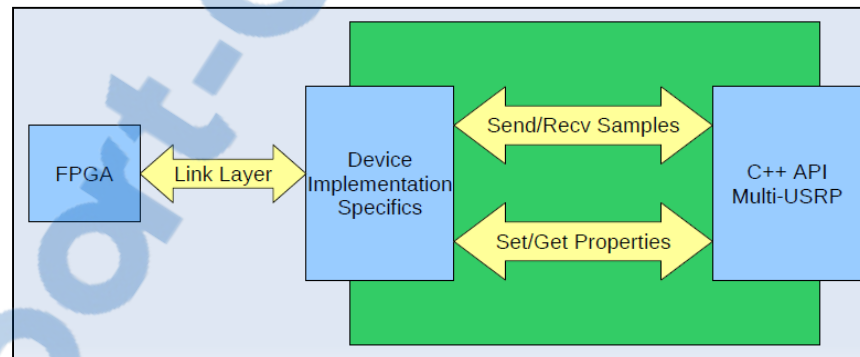 FPGA
Link Layer
Device
Implementation
Specifics
Send/Recv Samples
Set/Get Properties
C++ API
Multi-USRP